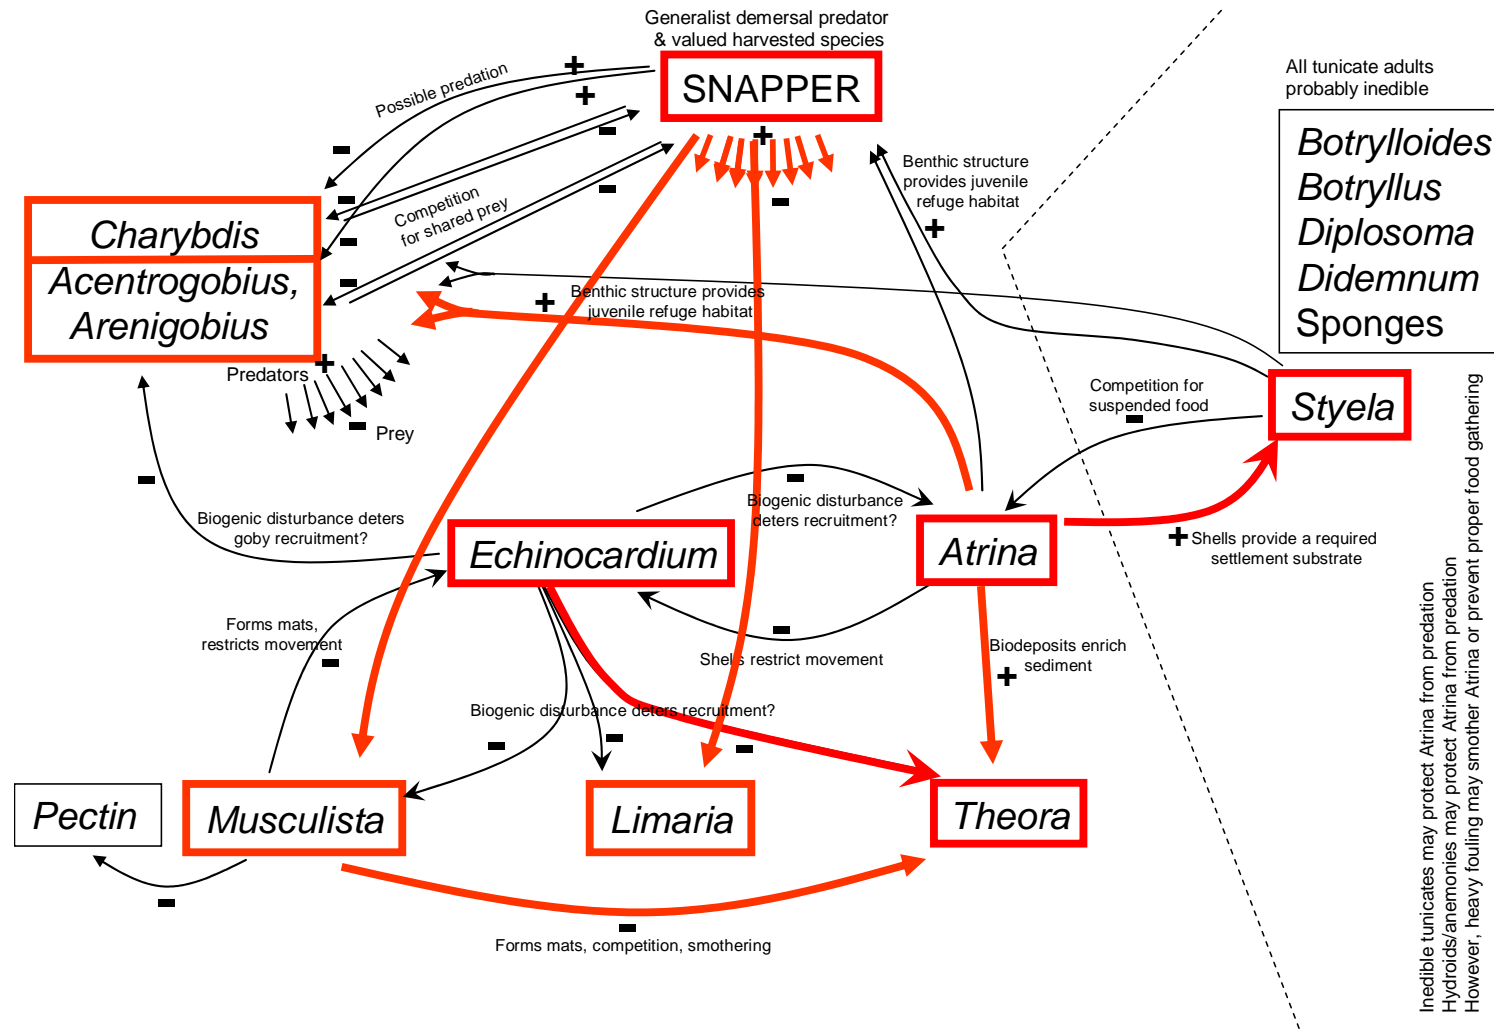 Generalist demersal predator
& valued harvested species
SNAPPER
All tunicate adults
probably inedible
Botrylloides
Botryllus
Diplosoma
Didemnum
Sponges
Possible predation
+
+
-
-
+
-
-
-
-
-
Competition
for shared prey
Benthic structure
provides juvenile
refuge habitat
+
Charybdis
Acentrogobius,
Arenigobius
+
Benthic structure provides
juvenile refuge habitat
Predators
+
-
Prey
Competition for
suspended food
-
Styela
-
Biogenic disturbance deters
goby recruitment?
-
Biogenic disturbance
deters recruitment?
Echinocardium
Atrina
+
Shells provide a required
settlement substrate
Forms mats,
restricts movement
-
-
Shells restrict movement
Biodeposits enrich
sediment
+
Biogenic disturbance deters recruitment?
-
-
-
Pectin
Musculista
Limaria
Theora
-
-
Forms mats, competition, smothering
Inedible tunicates may protect Atrina from predation
Hydroids/anemonies may protect Atrina from predation
However, heavy fouling may smother Atrina or prevent proper food gathering